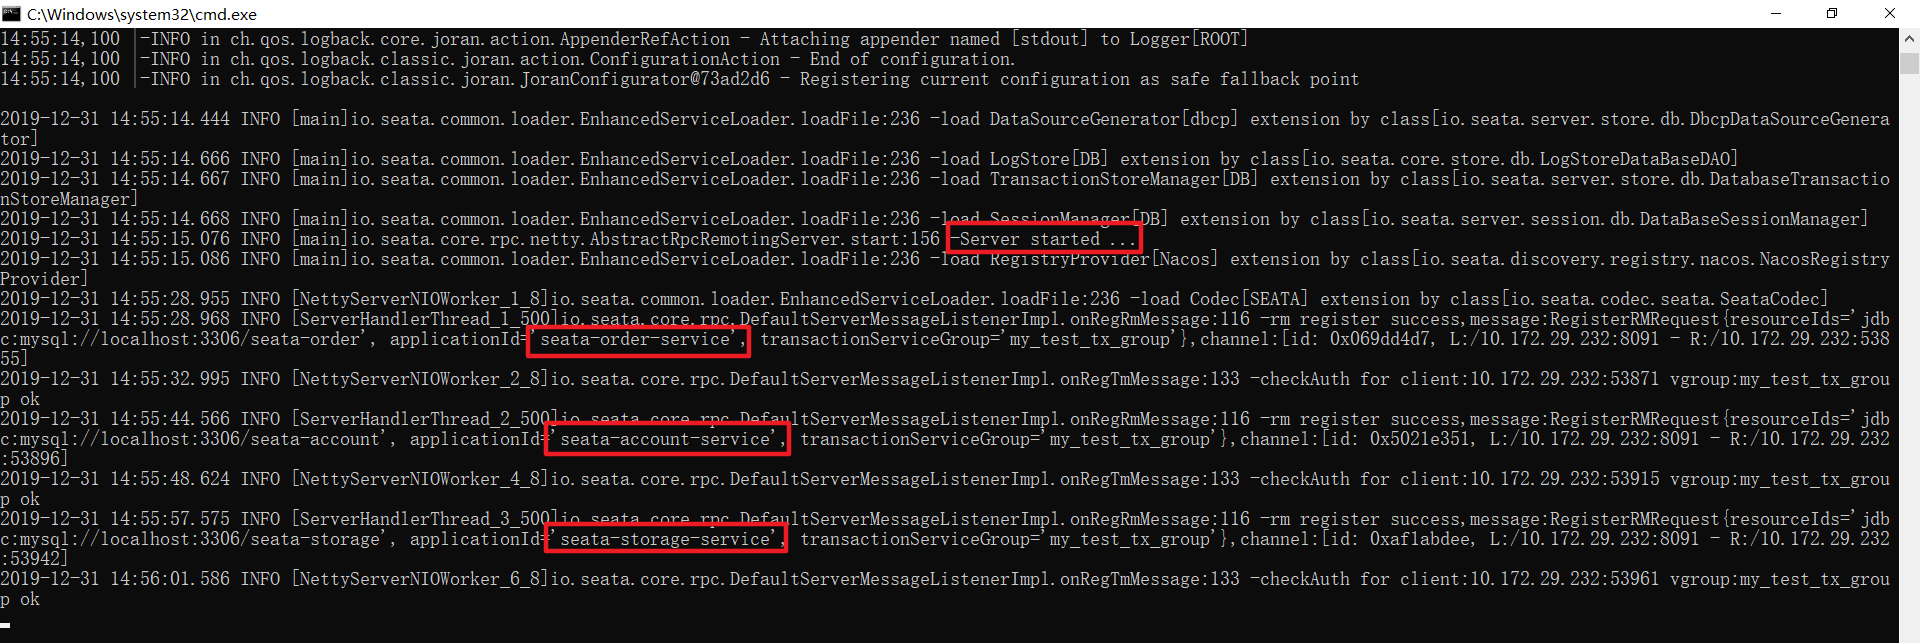 C:\Windows\system32\cmd.exe
14:55:14,100 |-INFO in ch.qos.logback.core.joran.action.AppenderRefAction - Attaching appender named [stdout] to Logger[ROOT]
14:55:14,100 |-INFO in ch.qos.logback.classic.joran.action.ConfigurationAction - End of configuration.
14:55:14,100 |-INFO in ch.qos.logback.classic.joran.JoranConfigurator@73ad2d6 - Registering current configuration as safe fallback point
2019-12-31 14:55:14.444 INFO [main]io.seata.common.loader.EnhancedServiceLoader.loadFile:236 -load DataSourceGenerator[dbcp] extension by class[io.seata.server.store.db.DbcpDataSourceGenera
tor]
2019-12-31 14:55:14.666 INFO [main]io.seata.common.loader.EnhancedServiceLoader.loadFile:236 -load LogStore[DB] extension by class[io.seata.core.store.db.LogStoreDataBaseDAO]
2019-12-31 14:55:14.667 INFO [main]io.seata.common.loader.EnhancedServiceLoader.loadFile:236 -load TransactionStoreManager[DB] extension by class[io.seata.server.store.db.DatabaseTransactio
nStoreManager]
2019-12-31 14:55:14.668 INFO [main]io.seata.common.loader.EnhancedServiceLoader.loadFile:236 -load SessionManager[DB] extension by class[io.seata.server.session.db.DataBaseSessionManager]
2019-12-31 14:55:15.076 INFO [main]io.seata.core.rpc.netty.AbstractRpcRemotingServer.start:156 -Server started ...
2019-12-31 14:55:15.086 INFO [main]io.seata.common.loader.EnhancedServiceLoader.loadFile:236 -load RegistryProvider[Nacos] extension by class[io.seata.discovery.registry.nacos.NacosRegistry
Provider]
2019-12-31 14:55:28.955 INFO [NettyServerNIOWorker_1_8]io.seata.common.loader.EnhancedServiceLoader.loadFile:236 -load Codec[SEATA] extension by class[io.seata.codec.seata.SeataCodec]
2019-12-31 14:55:28.968 INFO [ServerHandlerThread_1_500]io.seata.core.rpc.DefaultServerMessageListenerImpl.onRegRmMessage:116 -rm register success,message:RegisterRMRequest{resourceIds='jdb
c:mysql://localhost:3306/seata-order', applicationId='seata-order-service', transactionServiceGroup='my_test_tx_group'},channel:[id: 0x069dd4d7, L:/10.172.29.232:8091 - R:/10.172.29.232:538
55]
2019-12-31 14:55:32.995 INFO [NettyServerNIOWorker_2_8]io.seata.core.rpc.DefaultServerMessageListenerImpl.onRegTmMessage:133 -checkAuth for client:10.172.29.232:53871 vgroup:my_test_tx_grou
p ok
2019-12-31 14:55:44.566 INFO [ServerHandlerThread_2_500]io.seata.core.rpc.DefaultServerMessageListenerImpl.onRegRmMessage:116 -rm register success,message:RegisterRMRequest{resourceIds='jdb
c:mysql://localhost:3306/seata-account', applicationId='seata-account-service', transactionServiceGroup='my_test_tx_group'},channel:[id: 0x5021e351, L:/10.172.29.232:8091 - R:/10.172.29.232
:53896]
2019-12-31 14:55:48.624 INFO [NettyServerNIOWorker_4_8]io.seata.core.rpc.DefaultServerMessageListenerImpl.onRegTmMessage:133 -checkAuth for client:10.172.29.232:53915 vgroup:my_test_tx_grou
p ok
2019-12-31 14:55:57.575 INFO [ServerHandlerThread_3_500]io.seata.core.rpc.DefaultServerMessageListenerImpl.onRegRmMessage:116 -rm register success,message:RegisterRMRequest{resourceIds='jdb
c:mysql://localhost:3306/seata-storage', applicationId='seata-storage-service', transactionServiceGroup='my_test_tx_group'},channel:[id: 0xaf1abdee, L:/10.172.29.232:8091 - R:/10.172.29.232
:53942]
2019-12-31 14:56:01.586 INFO [NettyServerNIOWorker_6_8]io.seata.core.rpc.DefaultServerMessageListenerImpl.onRegTmMessage:133 -checkAuth for client:10.172.29.232:53961 vgroup:my_test_tx_grou
p ok